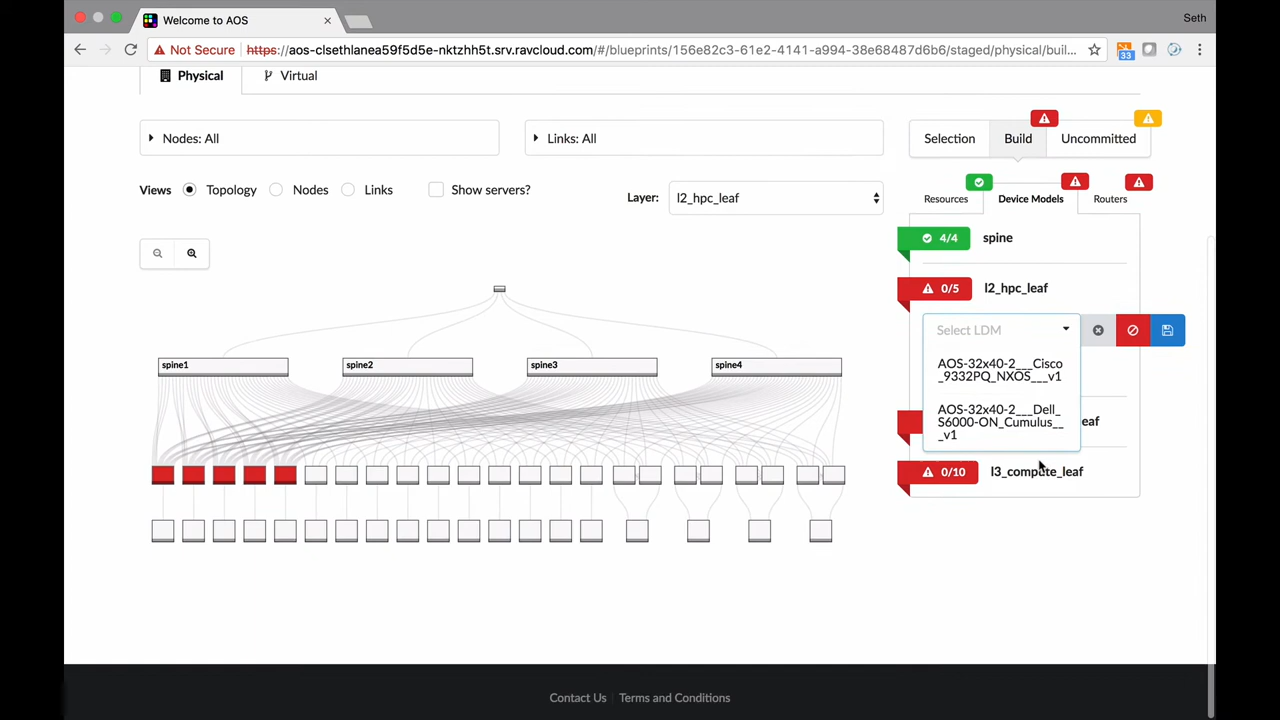 Welcome to AOS
Seth
Not Secure
https://aos-clsethlanea59f5d5e-nktzhh5t.srv.ravcloud.com/#/blueprints/156e82c3-61e2-4141-a994-38e68487d6b6/staged/physical/buil...
33
Physical
Virtual
Nodes: All
Links: All
Selection
Build
Uncommitted
Views
Topology
Nodes
Links
Show servers?
Layer:
l2_hpc_leaf
Resources
Device Models
Routers
4/4
spine
0/5
l2_hpc_leaf
Select LDM
AOS-32x40-2___Cisco
_9332PQ_NXOS___v1
AOS-32x40-2___Dell_
S6000-ON_Cumulus__
_v1
eaf
0/10
l3_compute_leaf
spine1
spine2
spine3
spine4
Contact Us
Terms and Conditions